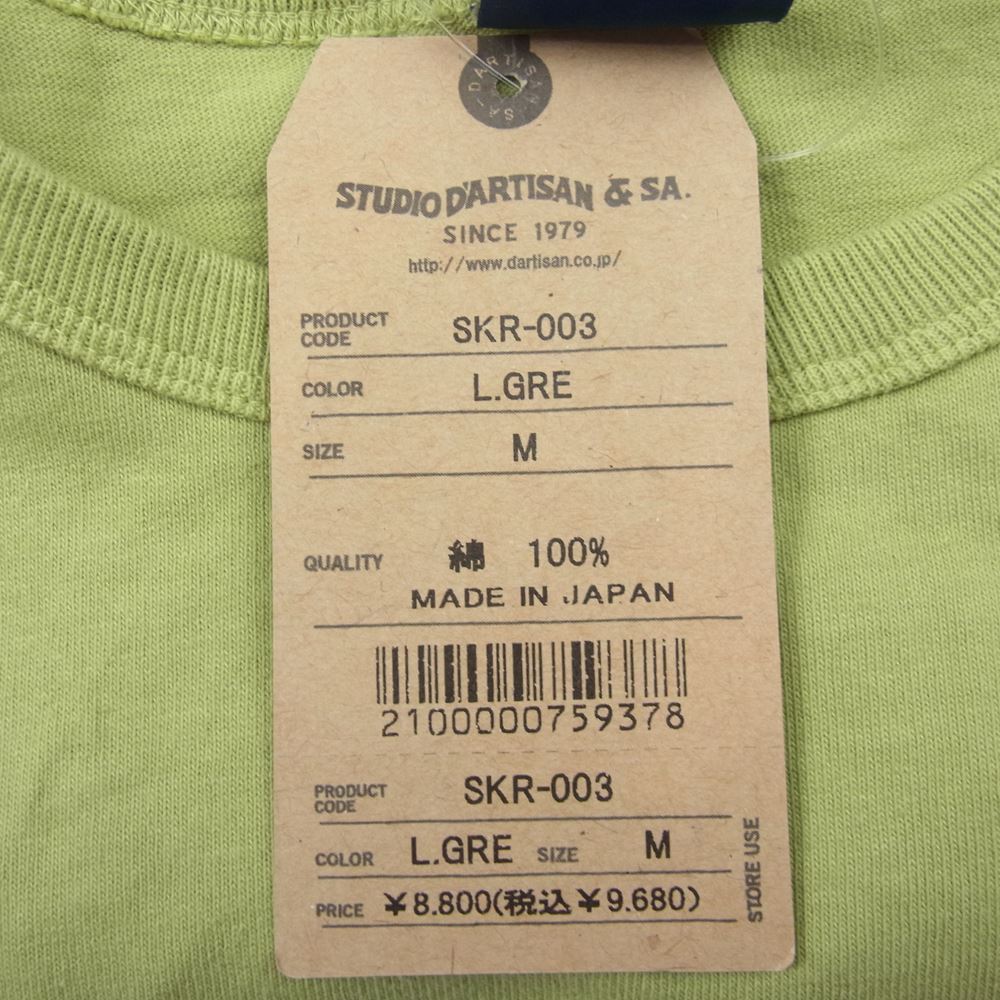 D'ARTISAN
SA
STUDIO D'ARTISAN & SA.
SINCE 1979
http://www.dartisan.co.jp/
PRODUCT CODE SKR-003
COLOR L.GRE
SIZE M
QUALITY 綿 100%
MADE IN JAPAN
2100000759378
PRODUCT CODE SKR-003
COLOR L.GRE SIZE M
PRICE ¥8.800(税込¥9.680)
STORE USE